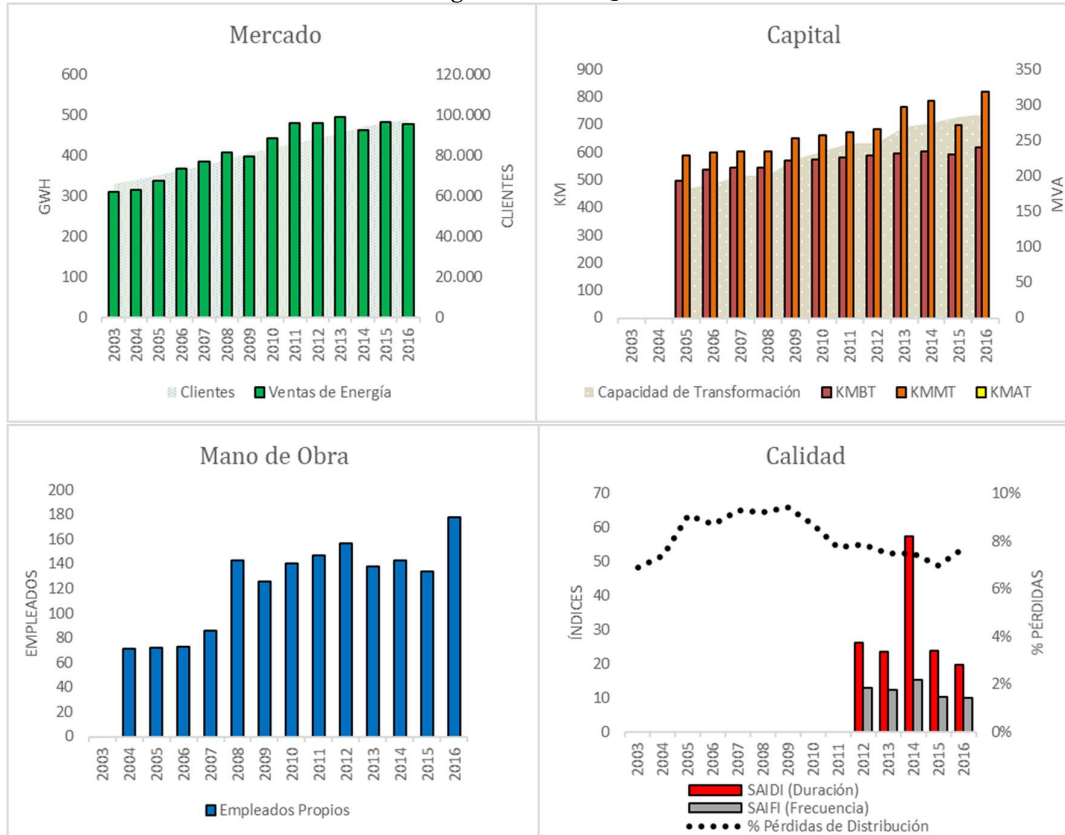 Mercado
600
500
400
300
200
100
0
GWH
120.000
100.000
80.000
60.000
40.000
20.000
0
CLIENTES
2003 2004 2005 2006 2007 2008 2009 2010 2011 2012 2013 2014 2015 2016
Clientes Ventas de Energía
Capital
900
800
700
600
500
400
300
200
100
0
KM
350
300
250
200
150
100
50
0
MVA
2003 2004 2005 2006 2007 2008 2009 2010 2011 2012 2013 2014 2015 2016
Capacidad de Transformación KMBT KMMT KMAT
Mano de Obra
200
180
160
140
120
100
80
60
40
20
0
EMPLEADOS
2003 2004 2005 2006 2007 2008 2009 2010 2011 2012 2013 2014 2015 2016
Empleados Propios
Calidad
70
60
50
40
30
20
10
0
ÍNDICES
10%
8%
6%
4%
2%
0%
% PÉRDIDAS
2003 2004 2005 2006 2007 2008 2009 2010 2011 2012 2013 2014 2015 2016
SAIDI (Duración)
SAIFI (Frecuencia)
% Pérdidas de Distribución